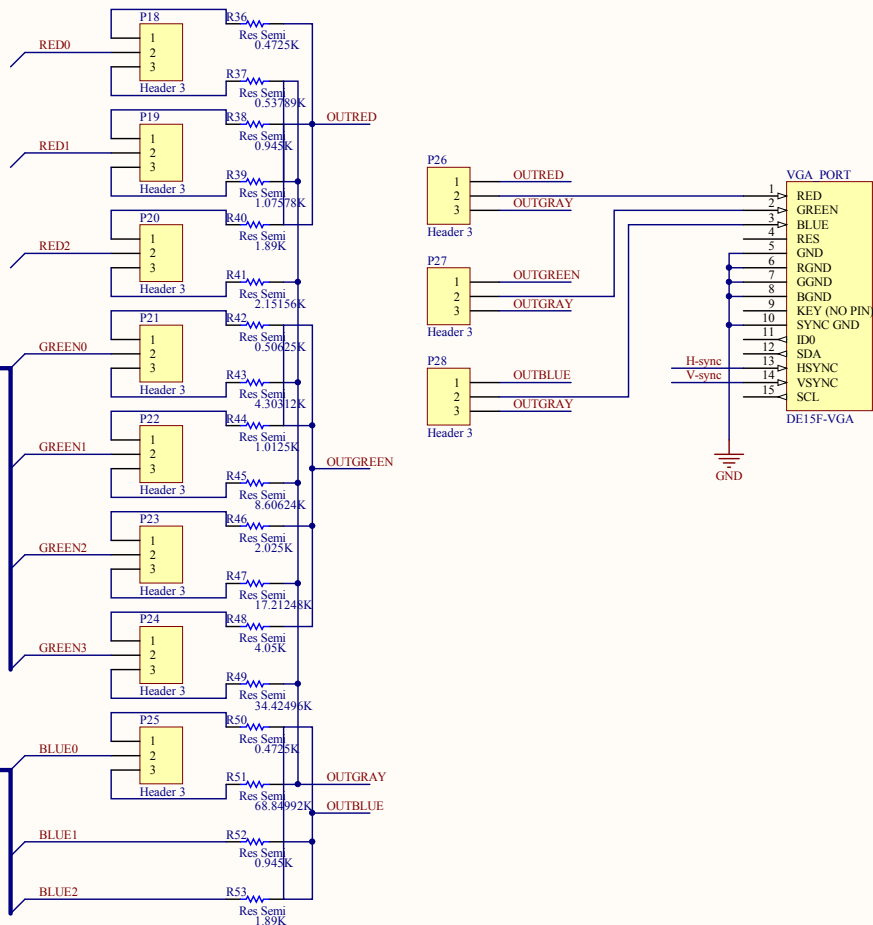 P18
1
2
3
Header 3
RED0
R36
Res Semi
0.4725K
R37
Res Semi
0.53789K
P19
1
2
3
Header 3
RED1
R38
Res Semi
0.945K
OUTRED
R39
Res Semi
1.07578K
P20
1
2
3
Header 3
RED2
R40
Res Semi
1.89K
R41
Res Semi
2.15156K
P21
1
2
3
Header 3
GREEN0
R42
Res Semi
0.50625K
R43
Res Semi
4.30312K
P22
1
2
3
Header 3
GREEN1
R44
Res Semi
1.0125K
OUTGREEN
R45
Res Semi
8.60624K
P23
1
2
3
Header 3
GREEN2
R46
Res Semi
2.025K
R47
Res Semi
17.21248K
P24
1
2
3
Header 3
GREEN3
R48
Res Semi
4.05K
R49
Res Semi
34.42496K
P25
1
2
3
Header 3
BLUE0
R50
Res Semi
0.4725K
R51
Res Semi
68.84992K
OUTGRAY
OUTBLUE
BLUE1
R52
Res Semi
0.945K
BLUE2
R53
Res Semi
1.89K
P26
1 OUTRED
2
3 OUTGRAY
Header 3
P27
1 OUTGREEN
2
3 OUTGRAY
Header 3
P28
1 OUTBLUE
2
3 OUTGRAY
Header 3
VGA PORT
1 RED
2 GREEN
3 BLUE
4 RES
5 GND
6 RGND
7 GGND
8 BGND
9 KEY (NO PIN)
10 SYNC GND
11 ID0
12 SDA
H-sync 13 HSYNC
V-sync 14 VSYNC
15 SCL
DE15F-VGA
GND